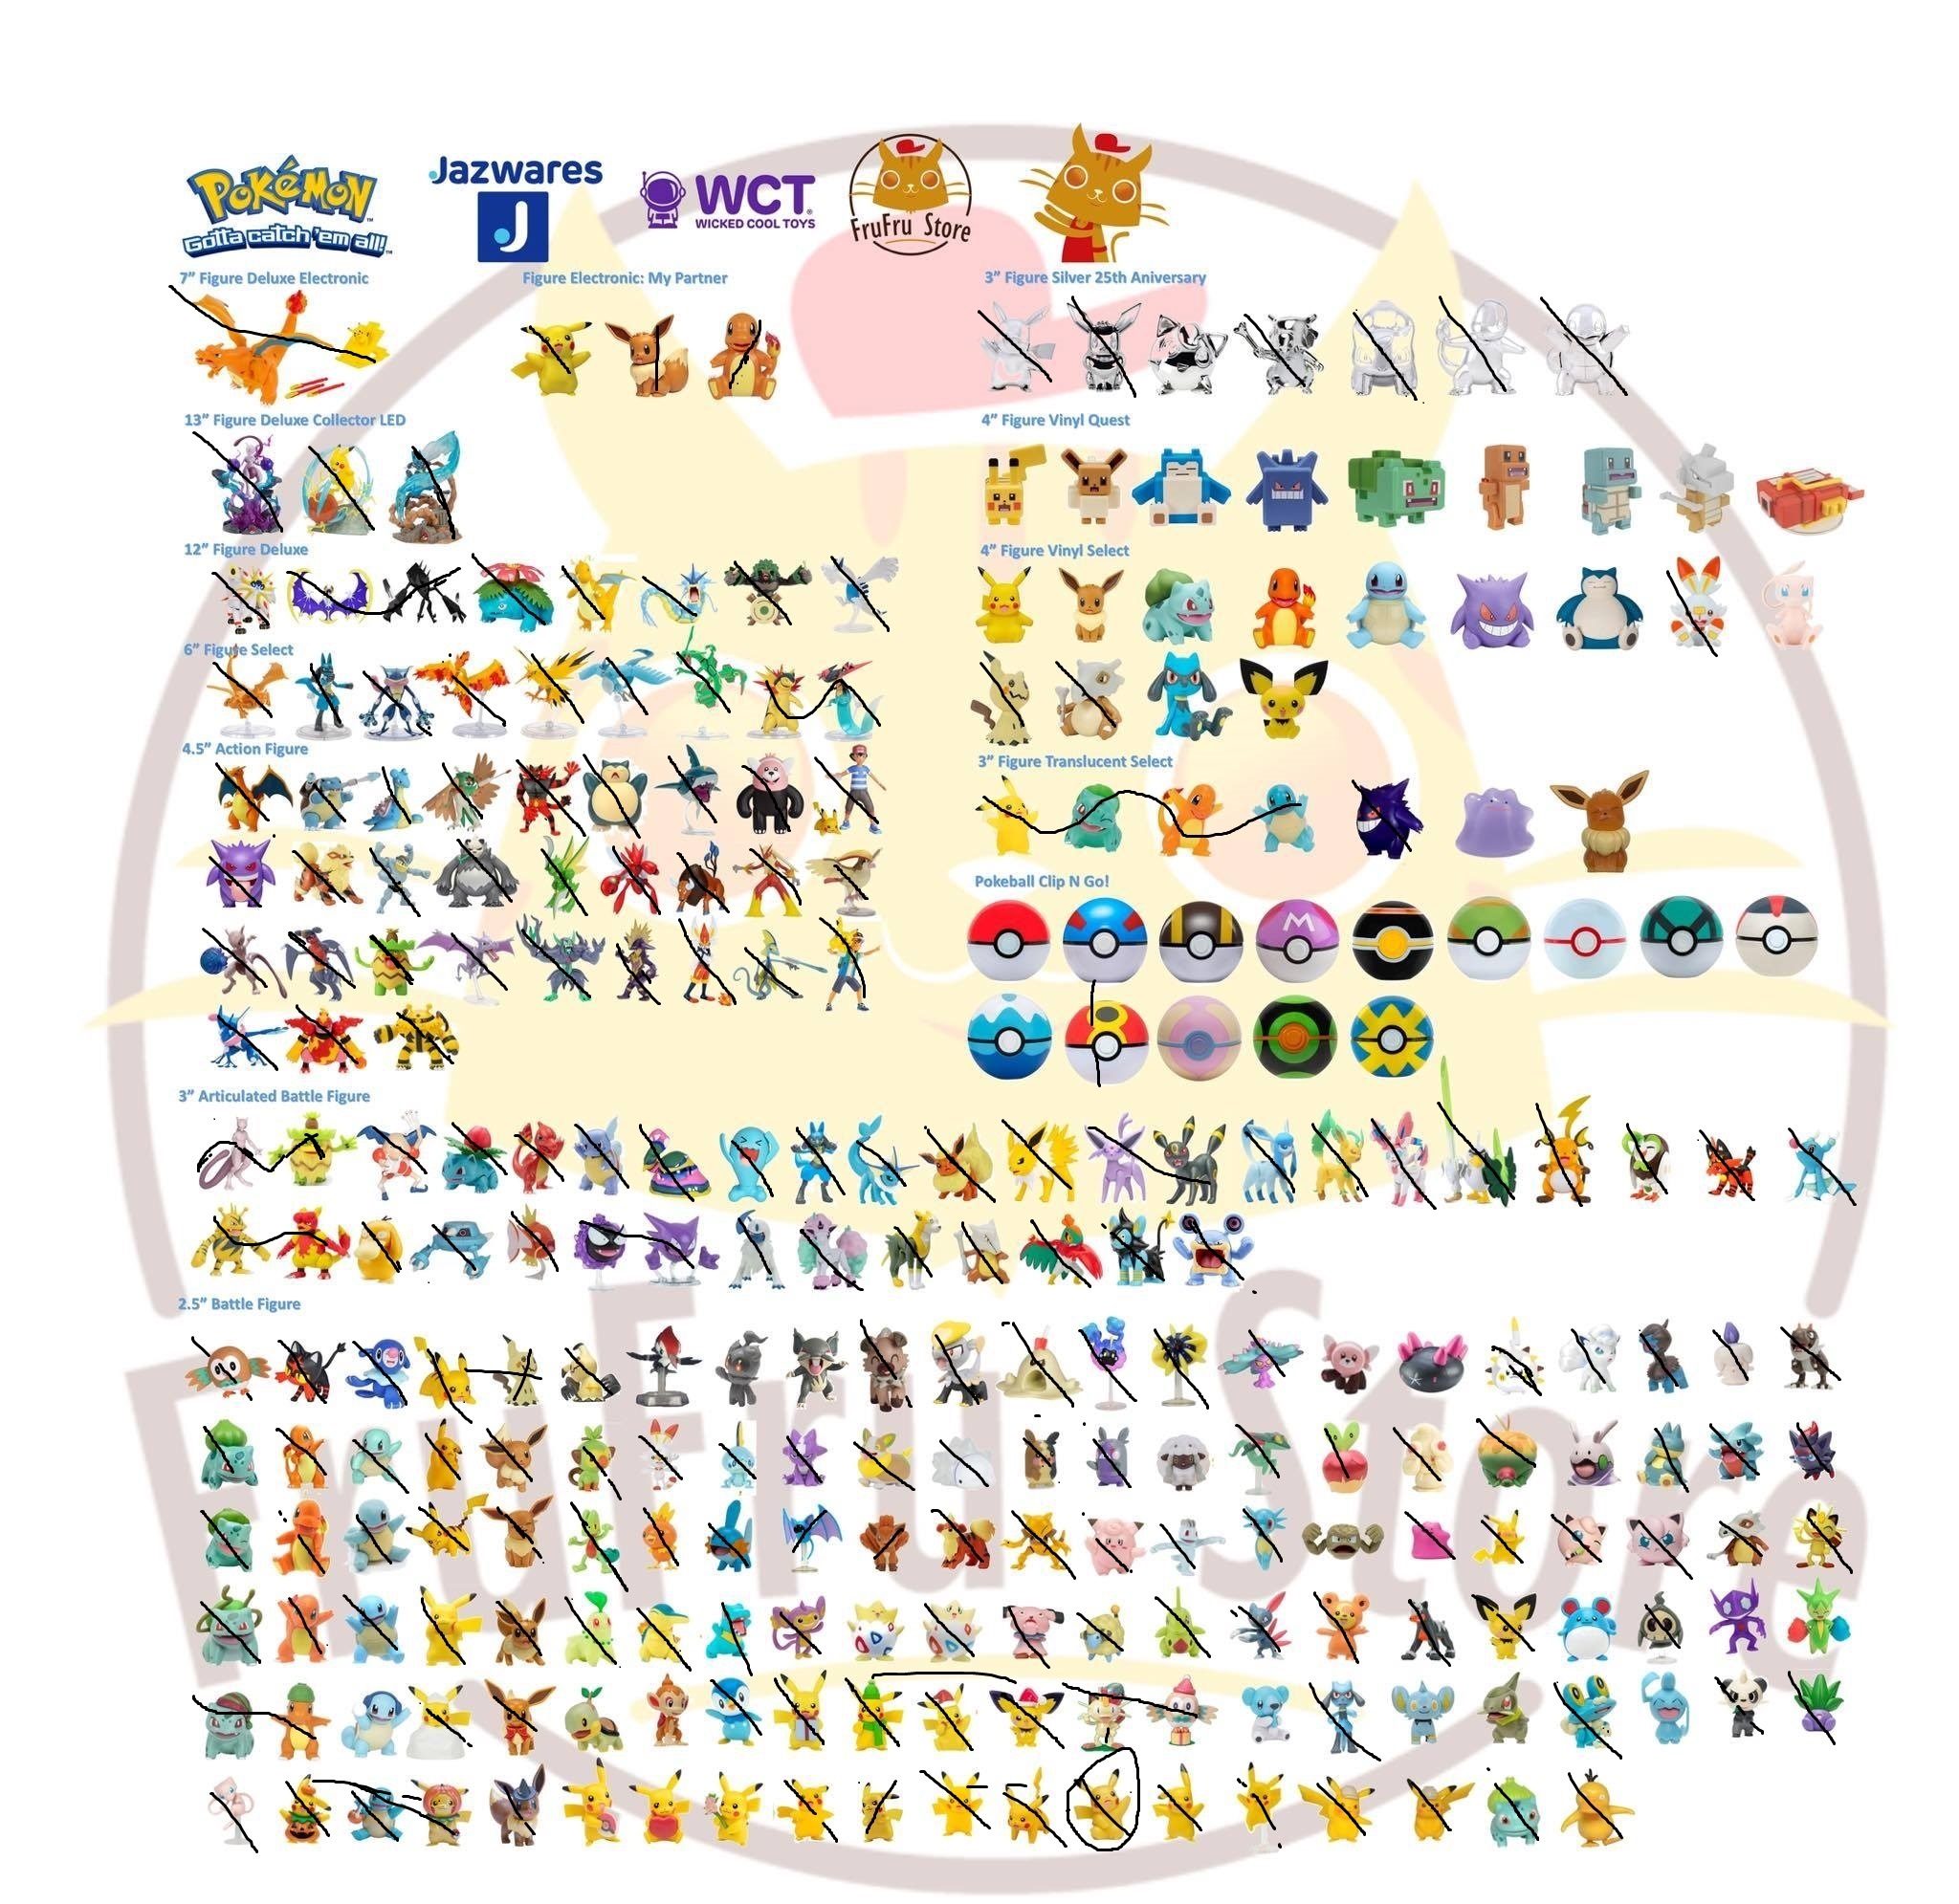 POKéMON
Gotta catch 'em all!
TM
Jazwares
J
WCT
WICKED COOL TOYS
FruFru Store
7” Figure Deluxe Electronic
Figure Electronic: My Partner
3” Figure Silver 25th Aniversary
13” Figure Deluxe Collector LED
4” Figure Vinyl Quest
12” Figure Deluxe
4” Figure Vinyl Select
6” Figure Select
4.5” Action Figure
3” Figure Translucent Select
Pokeball Clip N Go!
M
3” Articulated Battle Figure
2.5” Battle Figure
FruFru Store